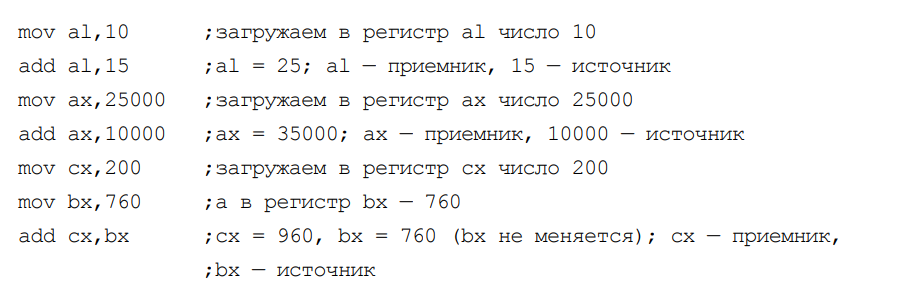 mov al,10 ;загружаем в регистр al число 10
add al,15 ;al = 25; al — приемник, 15 — источник
mov ax,25000 ;загружаем в регистр ax число 25000
add ax,10000 ;ax = 35000; ax — приемник, 10000 — источник
mov cx,200 ;загружаем в регистр cx число 200
mov bx,760 ;а в регистр bx — 760
add cx,bx ;cx = 960, bx = 760 (bx не меняется); cx — приемник,
;bx — источник